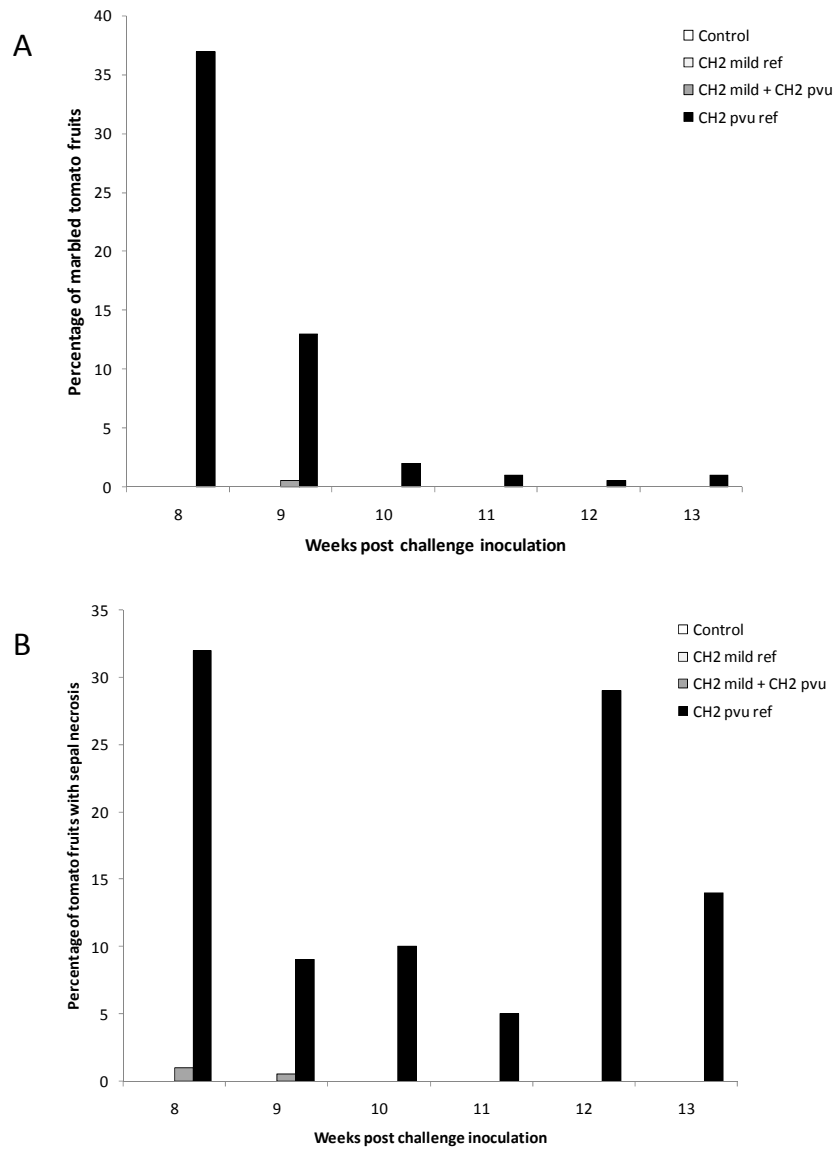 A
Percentage of marbled tomato fruits
40
35
30
25
20
15
10
5
0
8 9 10 11 12 13
Weeks post challenge inoculation
Control
CH2 mild ref
CH2 mild + CH2 pvu
CH2 pvu ref
B
Percentage of tomato fruits with sepal necrosis
35
30
25
20
15
10
5
0
8 9 10 11 12 13
Weeks post challenge inoculation
Control
CH2 mild ref
CH2 mild + CH2 pvu
CH2 pvu ref